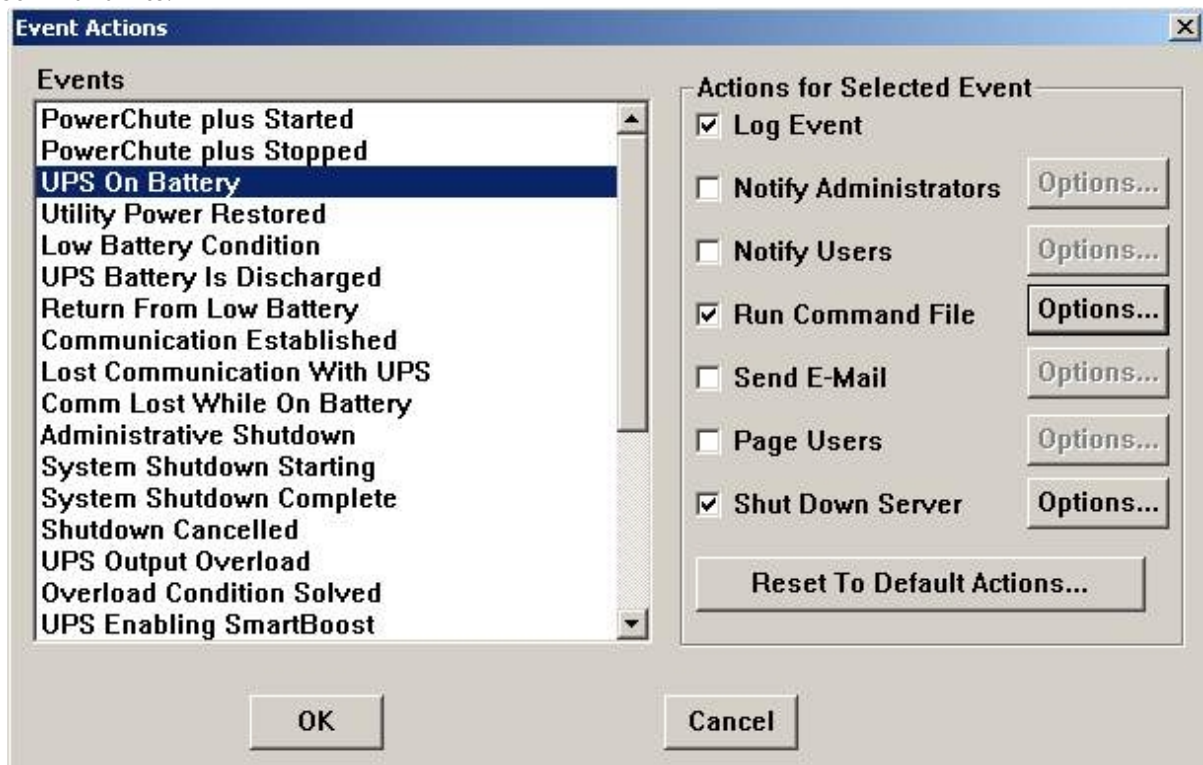 Event Actions
Events
PowerChute plus Started
PowerChute plus Stopped
UPS On Battery
Utility Power Restored
Low Battery Condition
UPS Battery Is Discharged
Return From Low Battery
Communication Established
Lost Communication With UPS
Comm Lost While On Battery
Administrative Shutdown
System Shutdown Starting
System Shutdown Complete
Shutdown Cancelled
UPS Output Overload
Overload Condition Solved
UPS Enabling SmartBoost
Actions for Selected Event
Log Event
Notify Administrators Options...
Notify Users Options...
Run Command File Options...
Send E-Mail Options...
Page Users Options...
Shut Down Server Options...
Reset To Default Actions...
OK Cancel